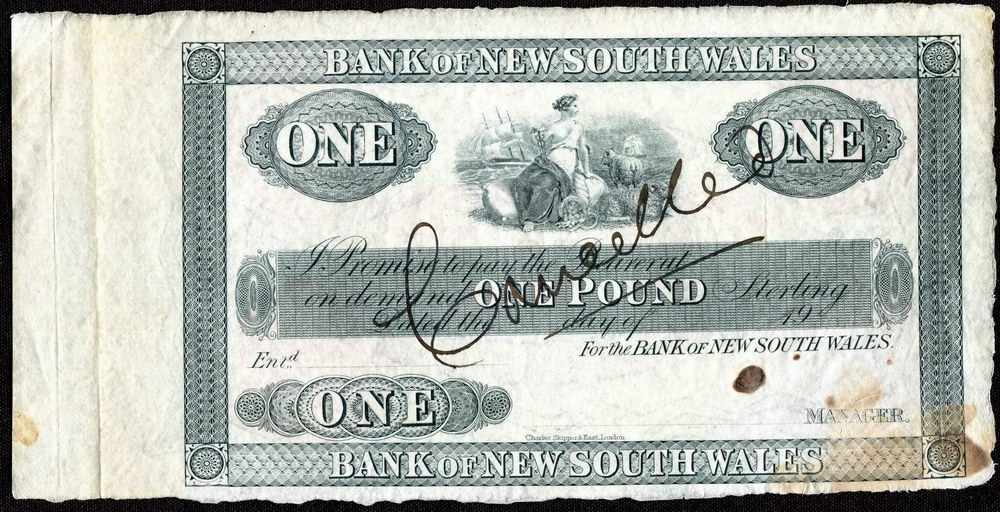 BANK OF NEW SOUTH WALES
ONE
ONE
Cancelled
I Promise to pay the Bearer at
on demand ONE POUND Sterling
Dated the day of 19
Ent.d
For the BANK OF NEW SOUTH WALES.
ONE
MANAGER.
Charles Skipper & East, London
BANK OF NEW SOUTH WALES